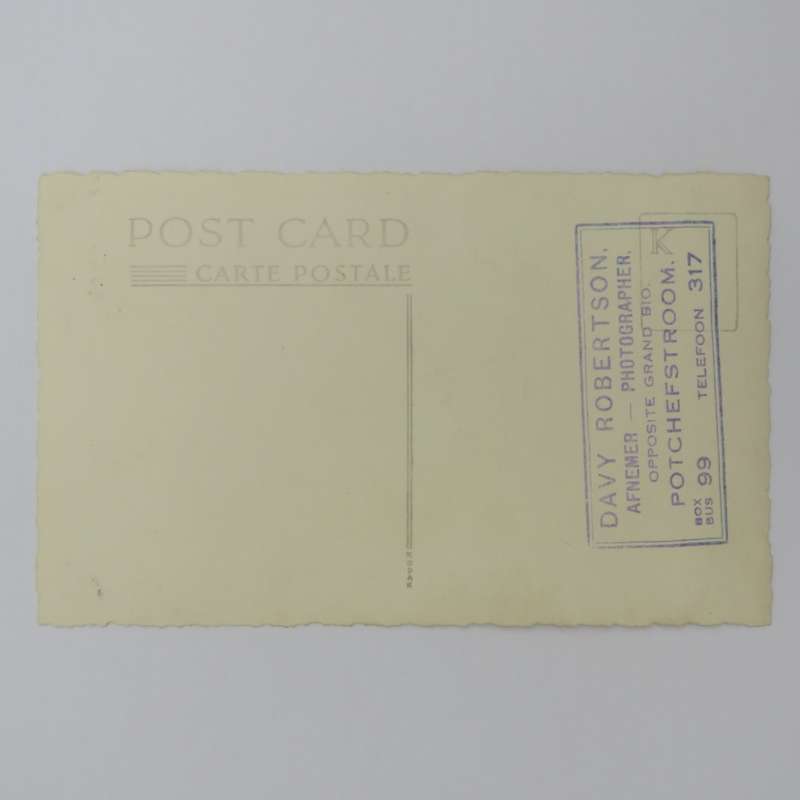 POST CARD
CARTE POSTALE
K
DAVY ROBERTSON,
AFNEMER — PHOTOGRAPHER.
OPPOSITE GRAND BIO.
POTCHEFSTROOM.
BOX BUS 99 TELEFOON 317